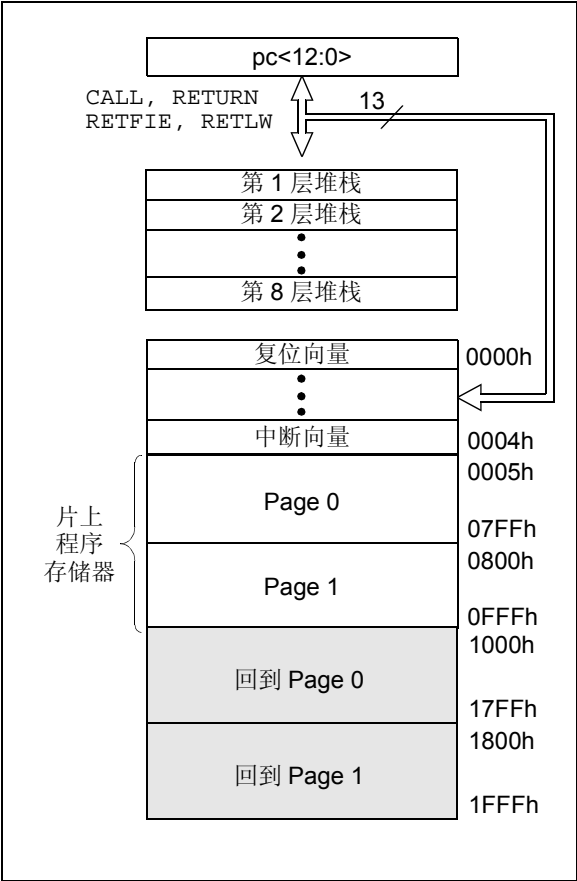 pc<12:0>
CALL, RETURN
RETFIE, RETLW
13
第 1 层堆栈
第 2 层堆栈
第 8 层堆栈
复位向量
0000h
中断向量
0004h
0005h
Page 0
07FFh
片上
程序
存储器
0800h
Page 1
0FFFh
1000h
回到 Page 0
17FFh
1800h
回到 Page 1
1FFFh